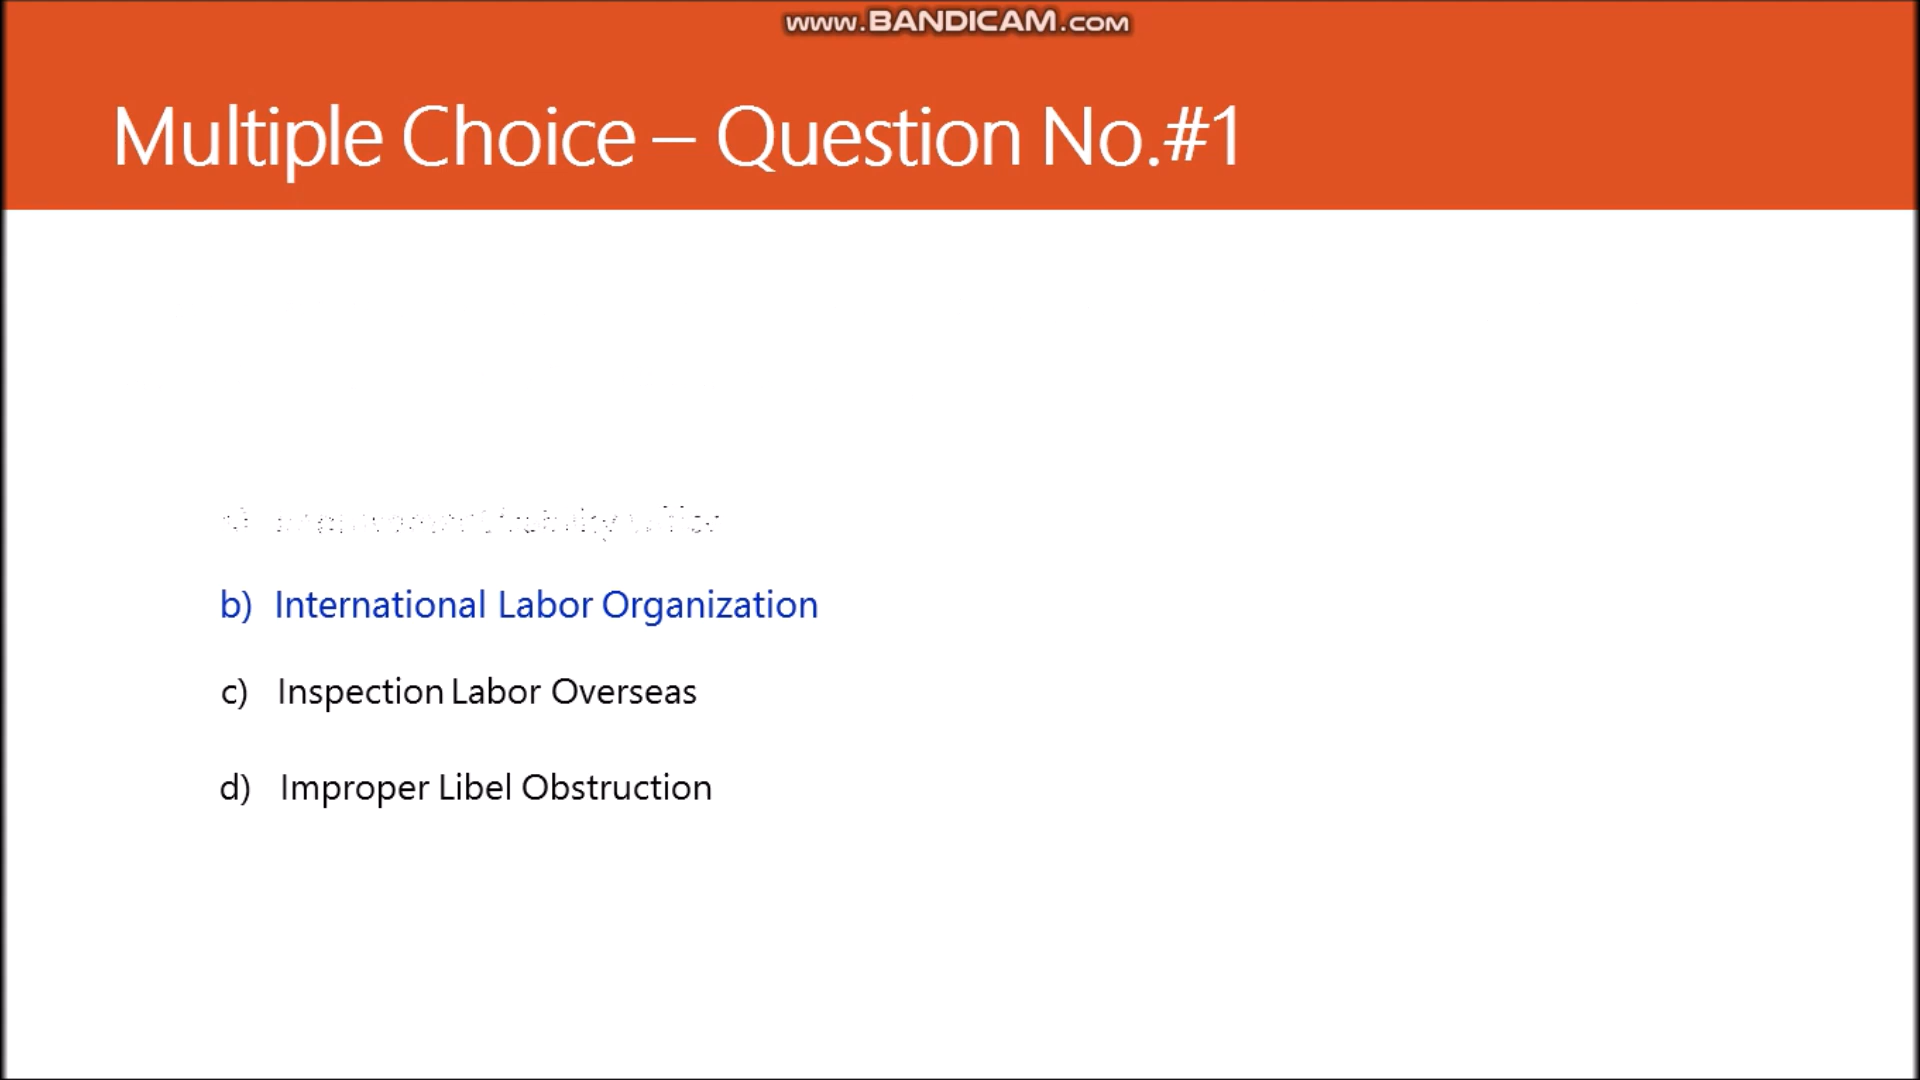 www.BANDICAM.com
Multiple Choice – Question No.#1
b) International Labor Organization
c) Inspection Labor Overseas
d) Improper Libel Obstruction